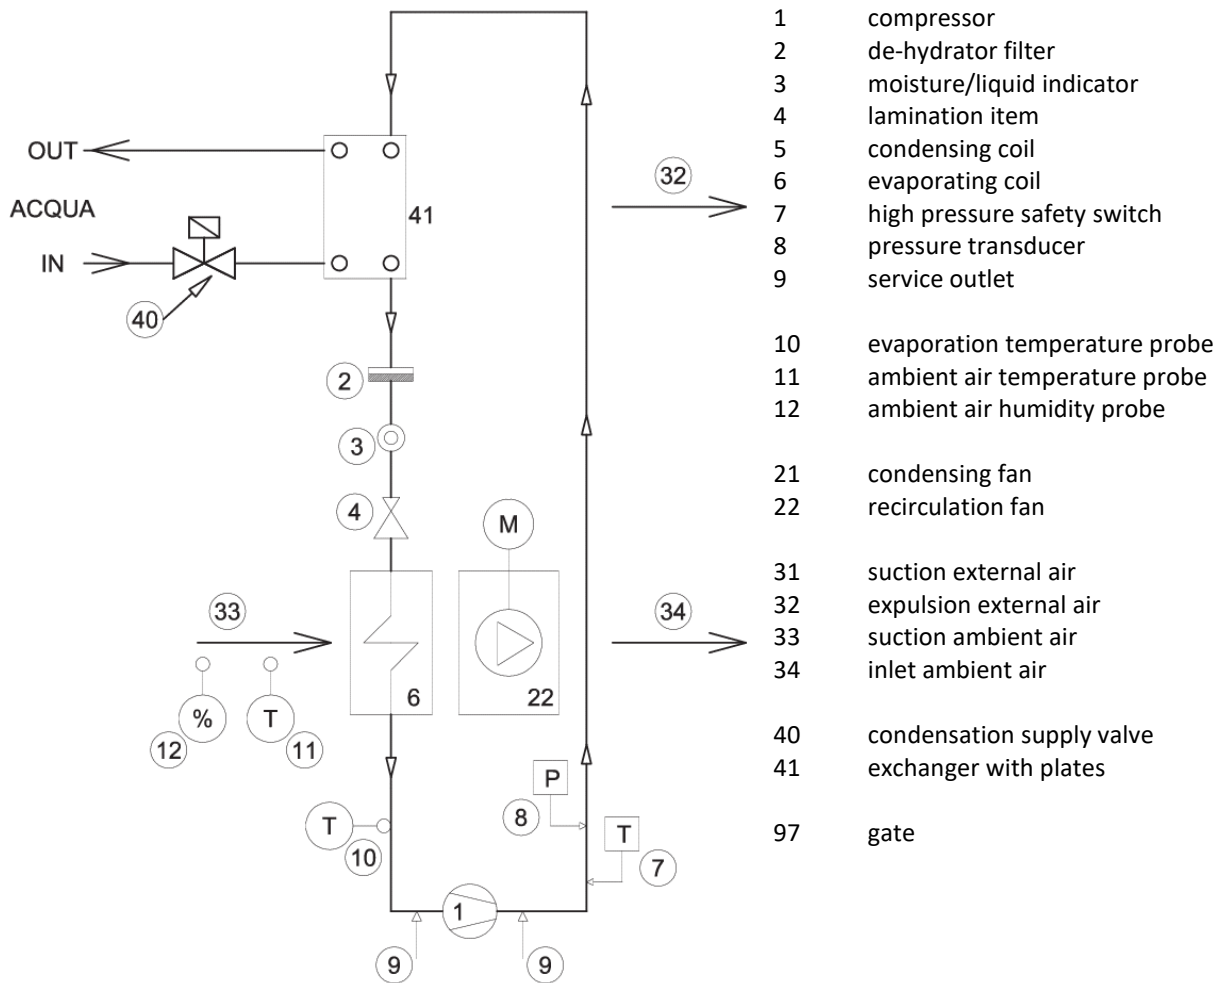 1 compressor
2 de-hydrator filter
3 moisture/liquid indicator
4 lamination item
5 condensing coil
6 evaporating coil
7 high pressure safety switch
8 pressure transducer
9 service outlet
10 evaporation temperature probe
11 ambient air temperature probe
12 ambient air humidity probe
21 condensing fan
22 recirculation fan
31 suction external air
32 expulsion external air
33 suction ambient air
34 inlet ambient air
40 condensation supply valve
41 exchanger with plates
97 gate
OUT
32
ACQUA
41
IN
40
2
3
4
M
33
34
6
22
%
T
12
11
P
8
T
10
T
7
1
9
9